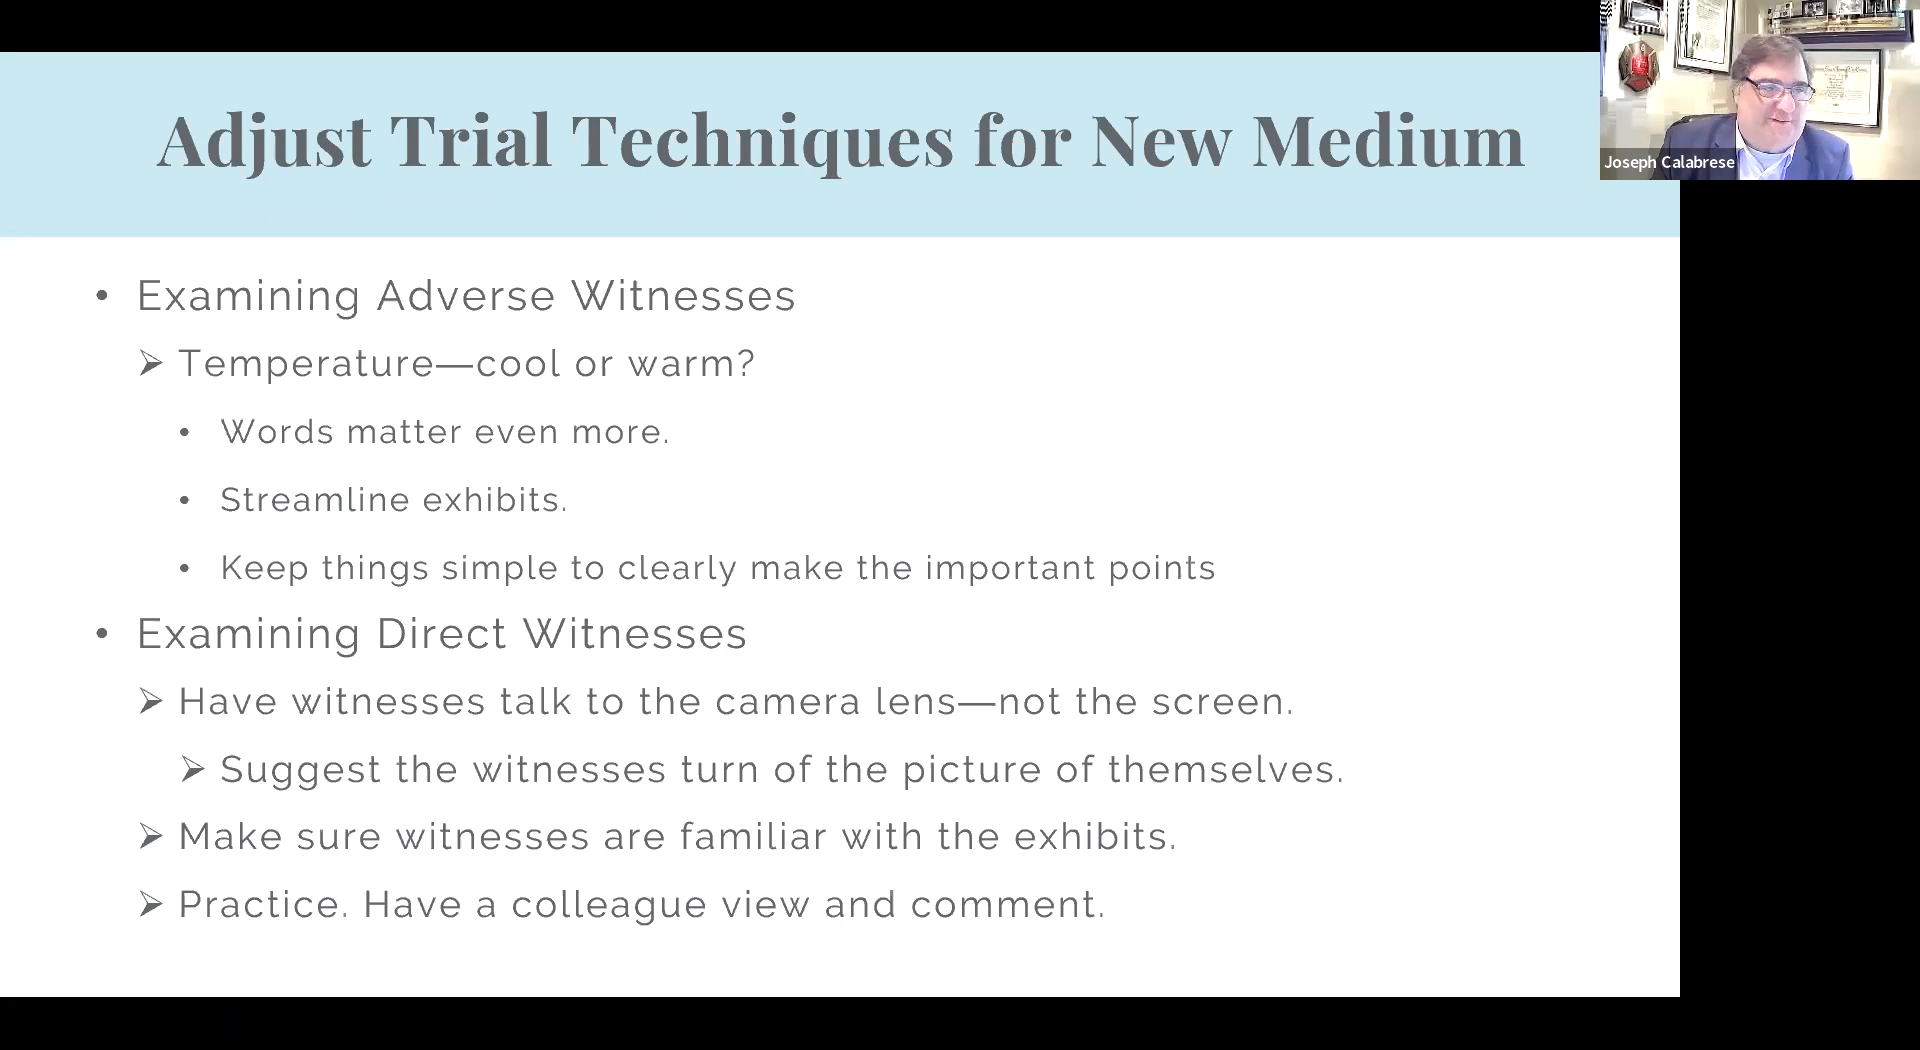 Adjust Trial Techniques for New Medium
Joseph Calabrese
• Examining Adverse Witnesses
➢ Temperature—cool or warm?
• Words matter even more.
• Streamline exhibits.
• Keep things simple to clearly make the important points
• Examining Direct Witnesses
➢ Have witnesses talk to the camera lens—not the screen.
➢ Suggest the witnesses turn of the picture of themselves.
➢ Make sure witnesses are familiar with the exhibits.
➢ Practice. Have a colleague view and comment.